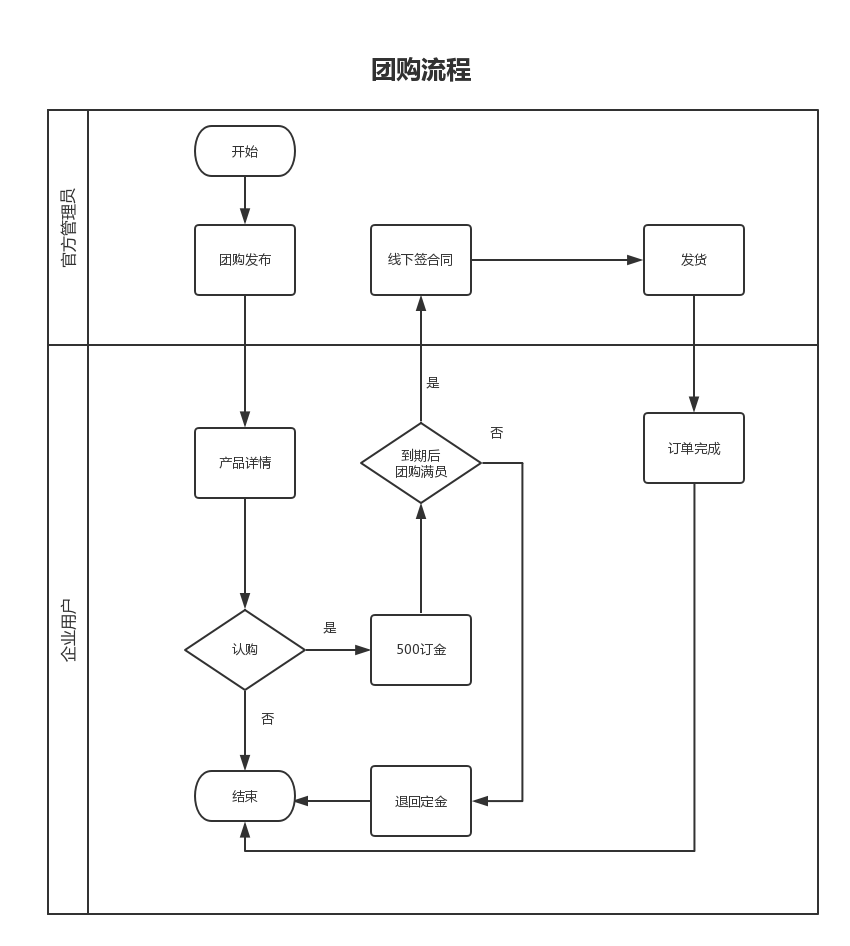 团购流程
官方管理员
开始
团购发布
线下签合同
发货
企业用户
是
否
产品详情
到期后
团购满员
订单完成
认购
是
500订金
否
结束
退回定金